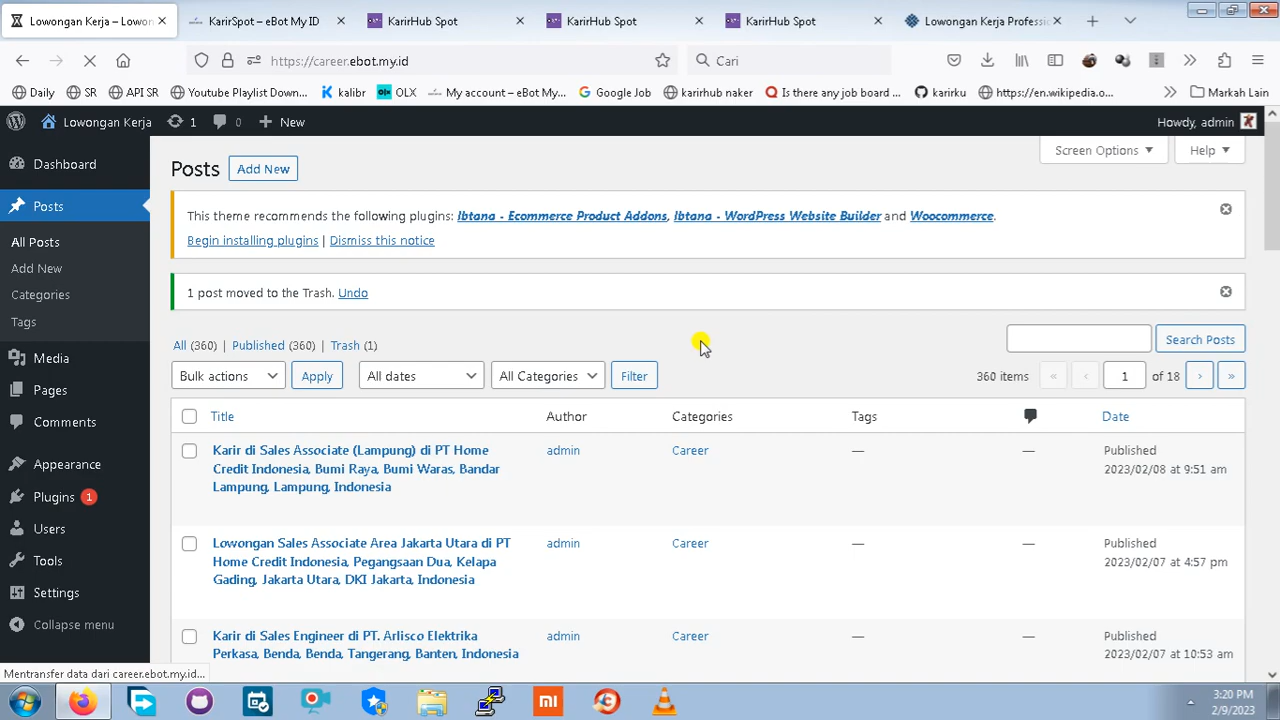 Lowongan Kerja – Lowon
KarirSpot – eBot My ID
KarirHub Spot
KarirHub Spot
KarirHub Spot
Lowongan Kerja Professio
https://career.ebot.my.id
Cari
Daily
SR
API SR
Youtube Playlist Down...
kalibr
OLX
My account – eBot My...
Google Job
karirhub naker
Is there any job board ...
karirku
https://en.wikipedia.o...
Markah Lain
Lowongan Kerja
1
0
New
Howdy, admin
Dashboard
Posts
All Posts
Add New
Categories
Tags
Media
Pages
Comments
Appearance
Plugins 1
Users
Tools
Settings
Collapse menu
Screen Options
Help
Posts
Add New
This theme recommends the following plugins: Ibtana - Ecommerce Product Addons, Ibtana - WordPress Website Builder and Woocommerce.
Begin installing plugins | Dismiss this notice
1 post moved to the Trash. Undo
All (360) | Published (360) | Trash (1)
Search Posts
Bulk actions
Apply
All dates
All Categories
Filter
360 items « ‹ 1 of 18 › »
Title
Author
Categories
Tags
Date
Karir di Sales Associate (Lampung) di PT Home
Credit Indonesia, Bumi Raya, Bumi Waras, Bandar
Lampung, Lampung, Indonesia
admin
Career
—
—
Published
2023/02/08 at 9:51 am
Lowongan Sales Associate Area Jakarta Utara di PT
Home Credit Indonesia, Pegangsaan Dua, Kelapa
Gading, Jakarta Utara, DKI Jakarta, Indonesia
admin
Career
—
—
Published
2023/02/07 at 4:57 pm
Karir di Sales Engineer di PT. Arlisco Elektrika
Perkasa, Benda, Benda, Tangerang, Banten, Indonesia
admin
Career
—
—
Published
2023/02/07 at 10:53 am
Mentransfer data dari career.ebot.my.id...
3:20 PM
2/9/2023